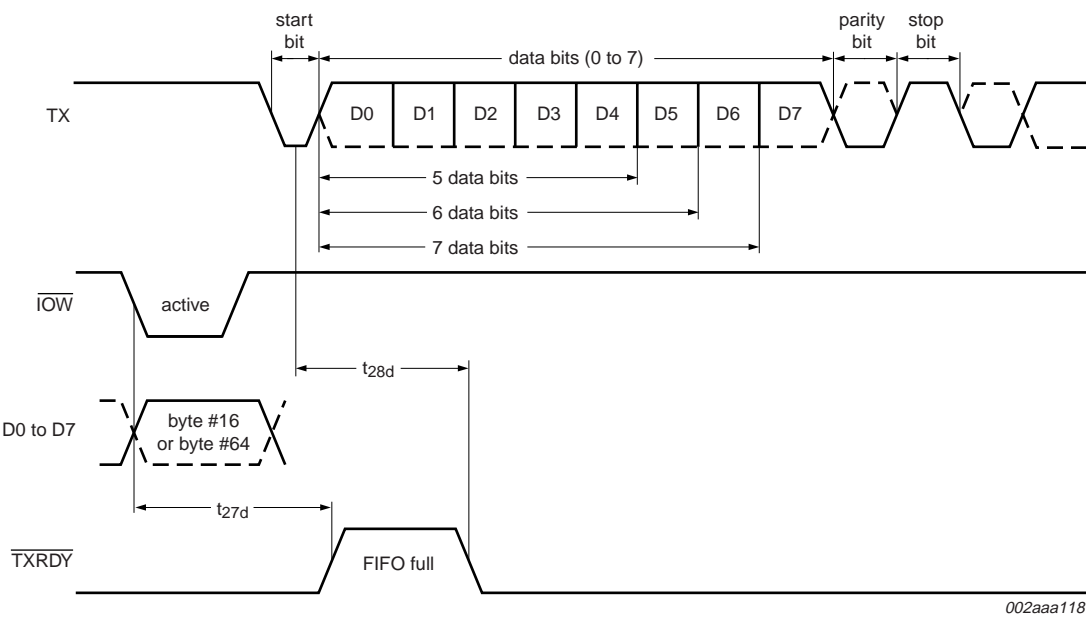 start
bit
data bits (0 to 7)
parity
bit
stop
bit
TX
D0 D1 D2 D3 D4 D5 D6 D7
5 data bits
6 data bits
7 data bits
IOW
active
t28d
D0 to D7
byte #16
or byte #64
t27d
TXRDY
FIFO full
002aaa118